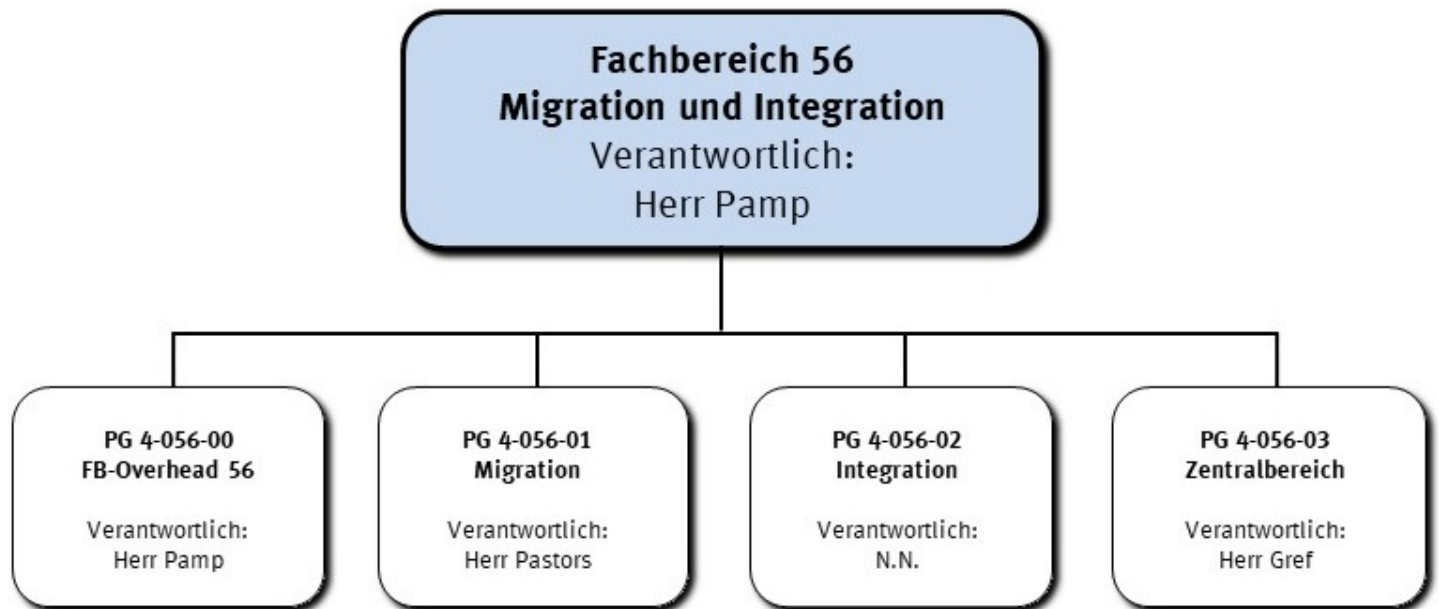 Fachbereich 56
Migration und Integration
Verantwortlich:
Herr Pamp
PG 4-056-00
FB-Overhead 56
Verantwortlich:
Herr Pamp
PG 4-056-01
Migration
Verantwortlich:
Herr Pastors
PG 4-056-02
Integration
Verantwortlich:
N.N.
PG 4-056-03
Zentralbereich
Verantwortlich:
Herr Gref